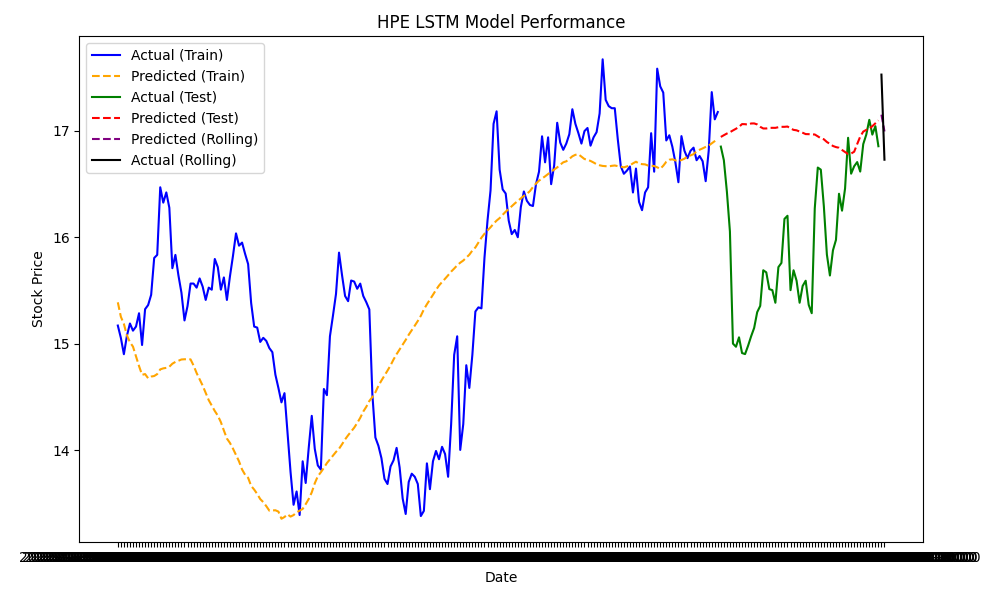 HPE LSTM Model Performance
Actual (Train)
Predicted (Train)
Actual (Test)
Predicted (Test)
Predicted (Rolling)
Actual (Rolling)
17
16
15
14
Stock Price
Date